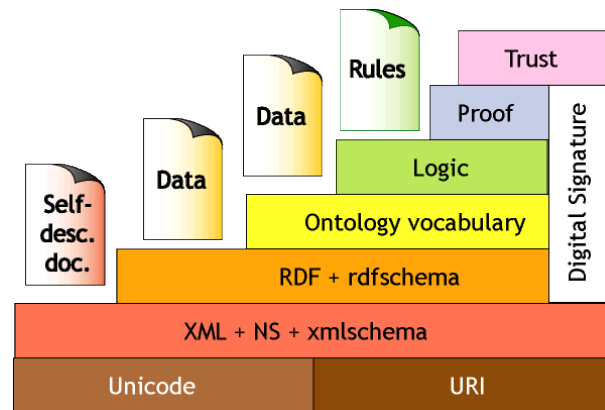 Rules
Trust
Data
Proof
Data
Logic
Self-
desc.
doc.
Ontology vocabulary
Digital Signature
RDF + rdfschema
XML + NS + xmlschema
Unicode
URI